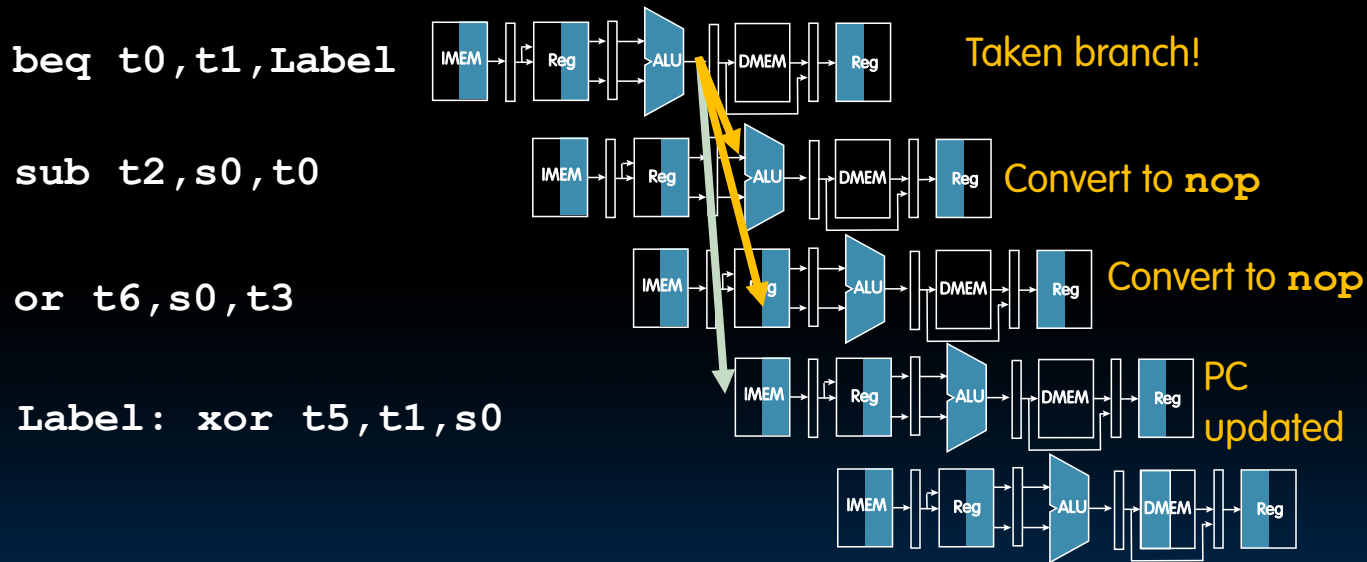 beq t0,t1,Label
IMEM Reg ALU DMEM Reg
Taken branch!
sub t2,s0,t0
IMEM Reg ALU DMEM Reg
Convert to nop
or t6,s0,t3
IMEM Reg ALU DMEM Reg
Convert to nop
Label: xor t5,t1,s0
IMEM Reg ALU DMEM Reg
PC
updated
IMEM Reg ALU DMEM Reg